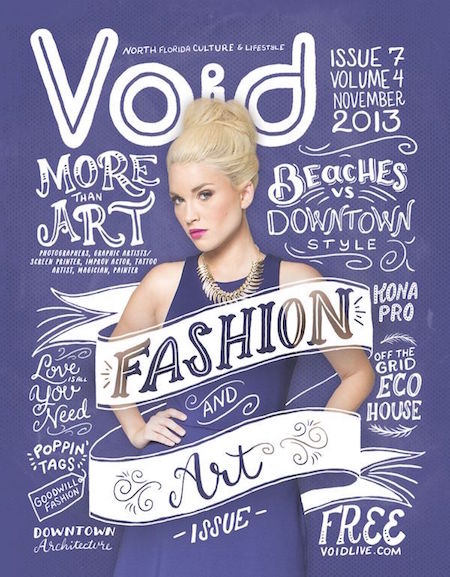 NORTH FLORIDA CULTURE & LIFESTYLE
Void
ISSUE 7
VOLUME 4
NOVEMBER
2013
MORE
THAN
ART
PHOTOGRAPHERS, GRAPHIC ARTISTS/
SCREEN PRINTER, IMPROV ACTOR, TATTOO
ARTIST, MAGICIAN, PAINTER
BEACHES
VS
DOWNTOWN
STYLE
KONA
PRO
FASHION
AND
Art
-ISSUE-
OFF THE
GRID
ECO
HOUSE
Love
IS ALL
You
Need
POPPIN'
TAGS
GOODWILL
FASHION
DOWNTOWN
Architecture
FREE
VOIDLIVE.COM